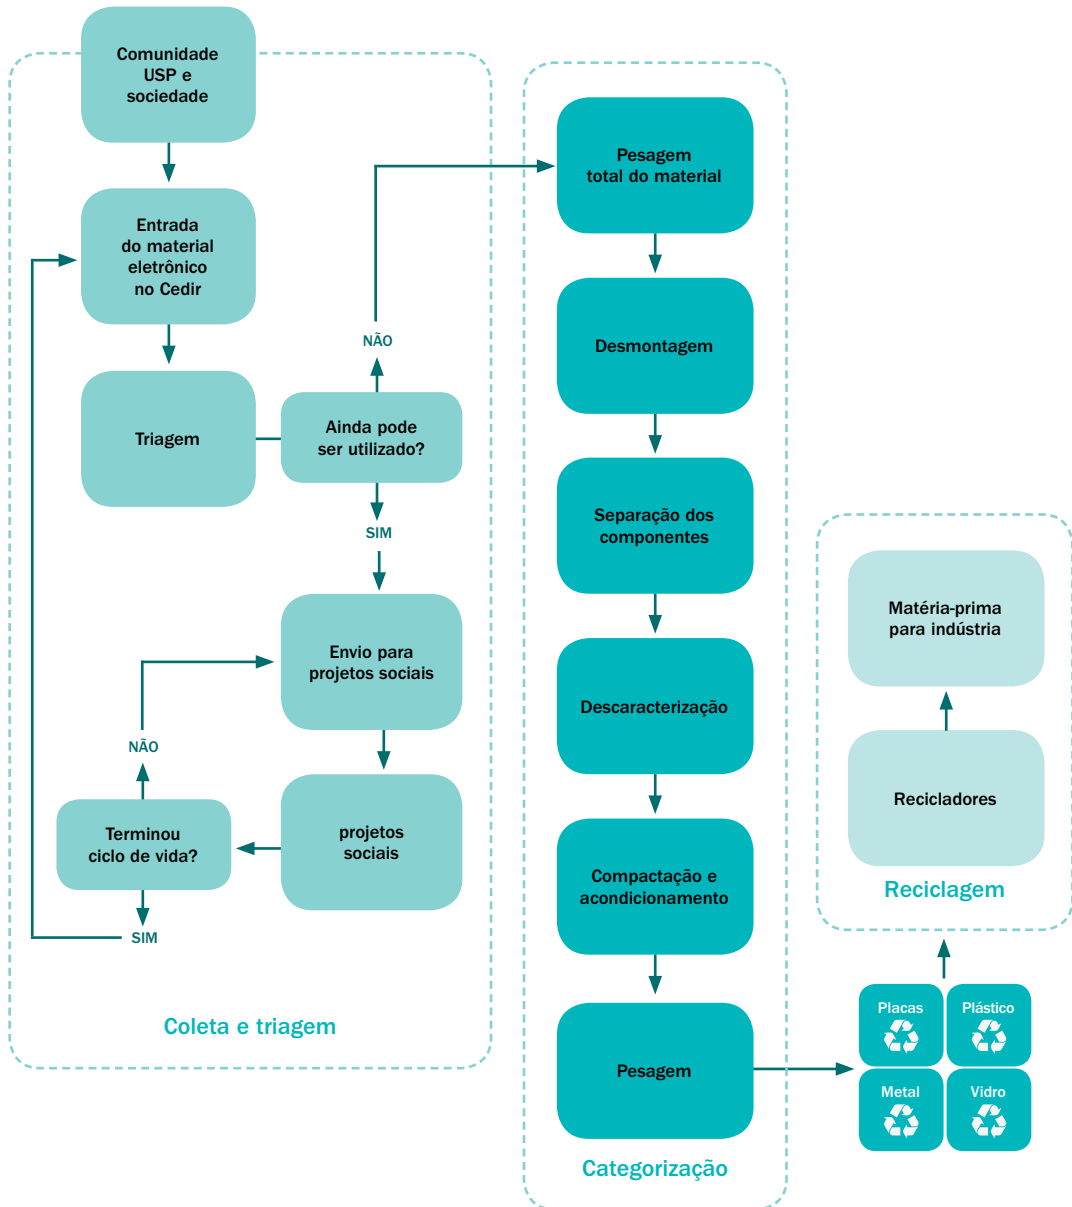 Comunidade
USP e
sociedade
Entrada
do material
eletrônico
no Cedir
Triagem
Ainda pode
ser utilizado?
NÃO
SIM
Envio para
projetos sociais
projetos
sociais
Terminou
ciclo de vida?
NÃO
SIM
Coleta e triagem
Pesagem
total do material
Desmontagem
Separação dos
componentes
Descaracterização
Compactação e
acondicionamento
Pesagem
Categorização
Placas
Plástico
Metal
Vidro
Matéria-prima
para indústria
Recicladores
Reciclagem